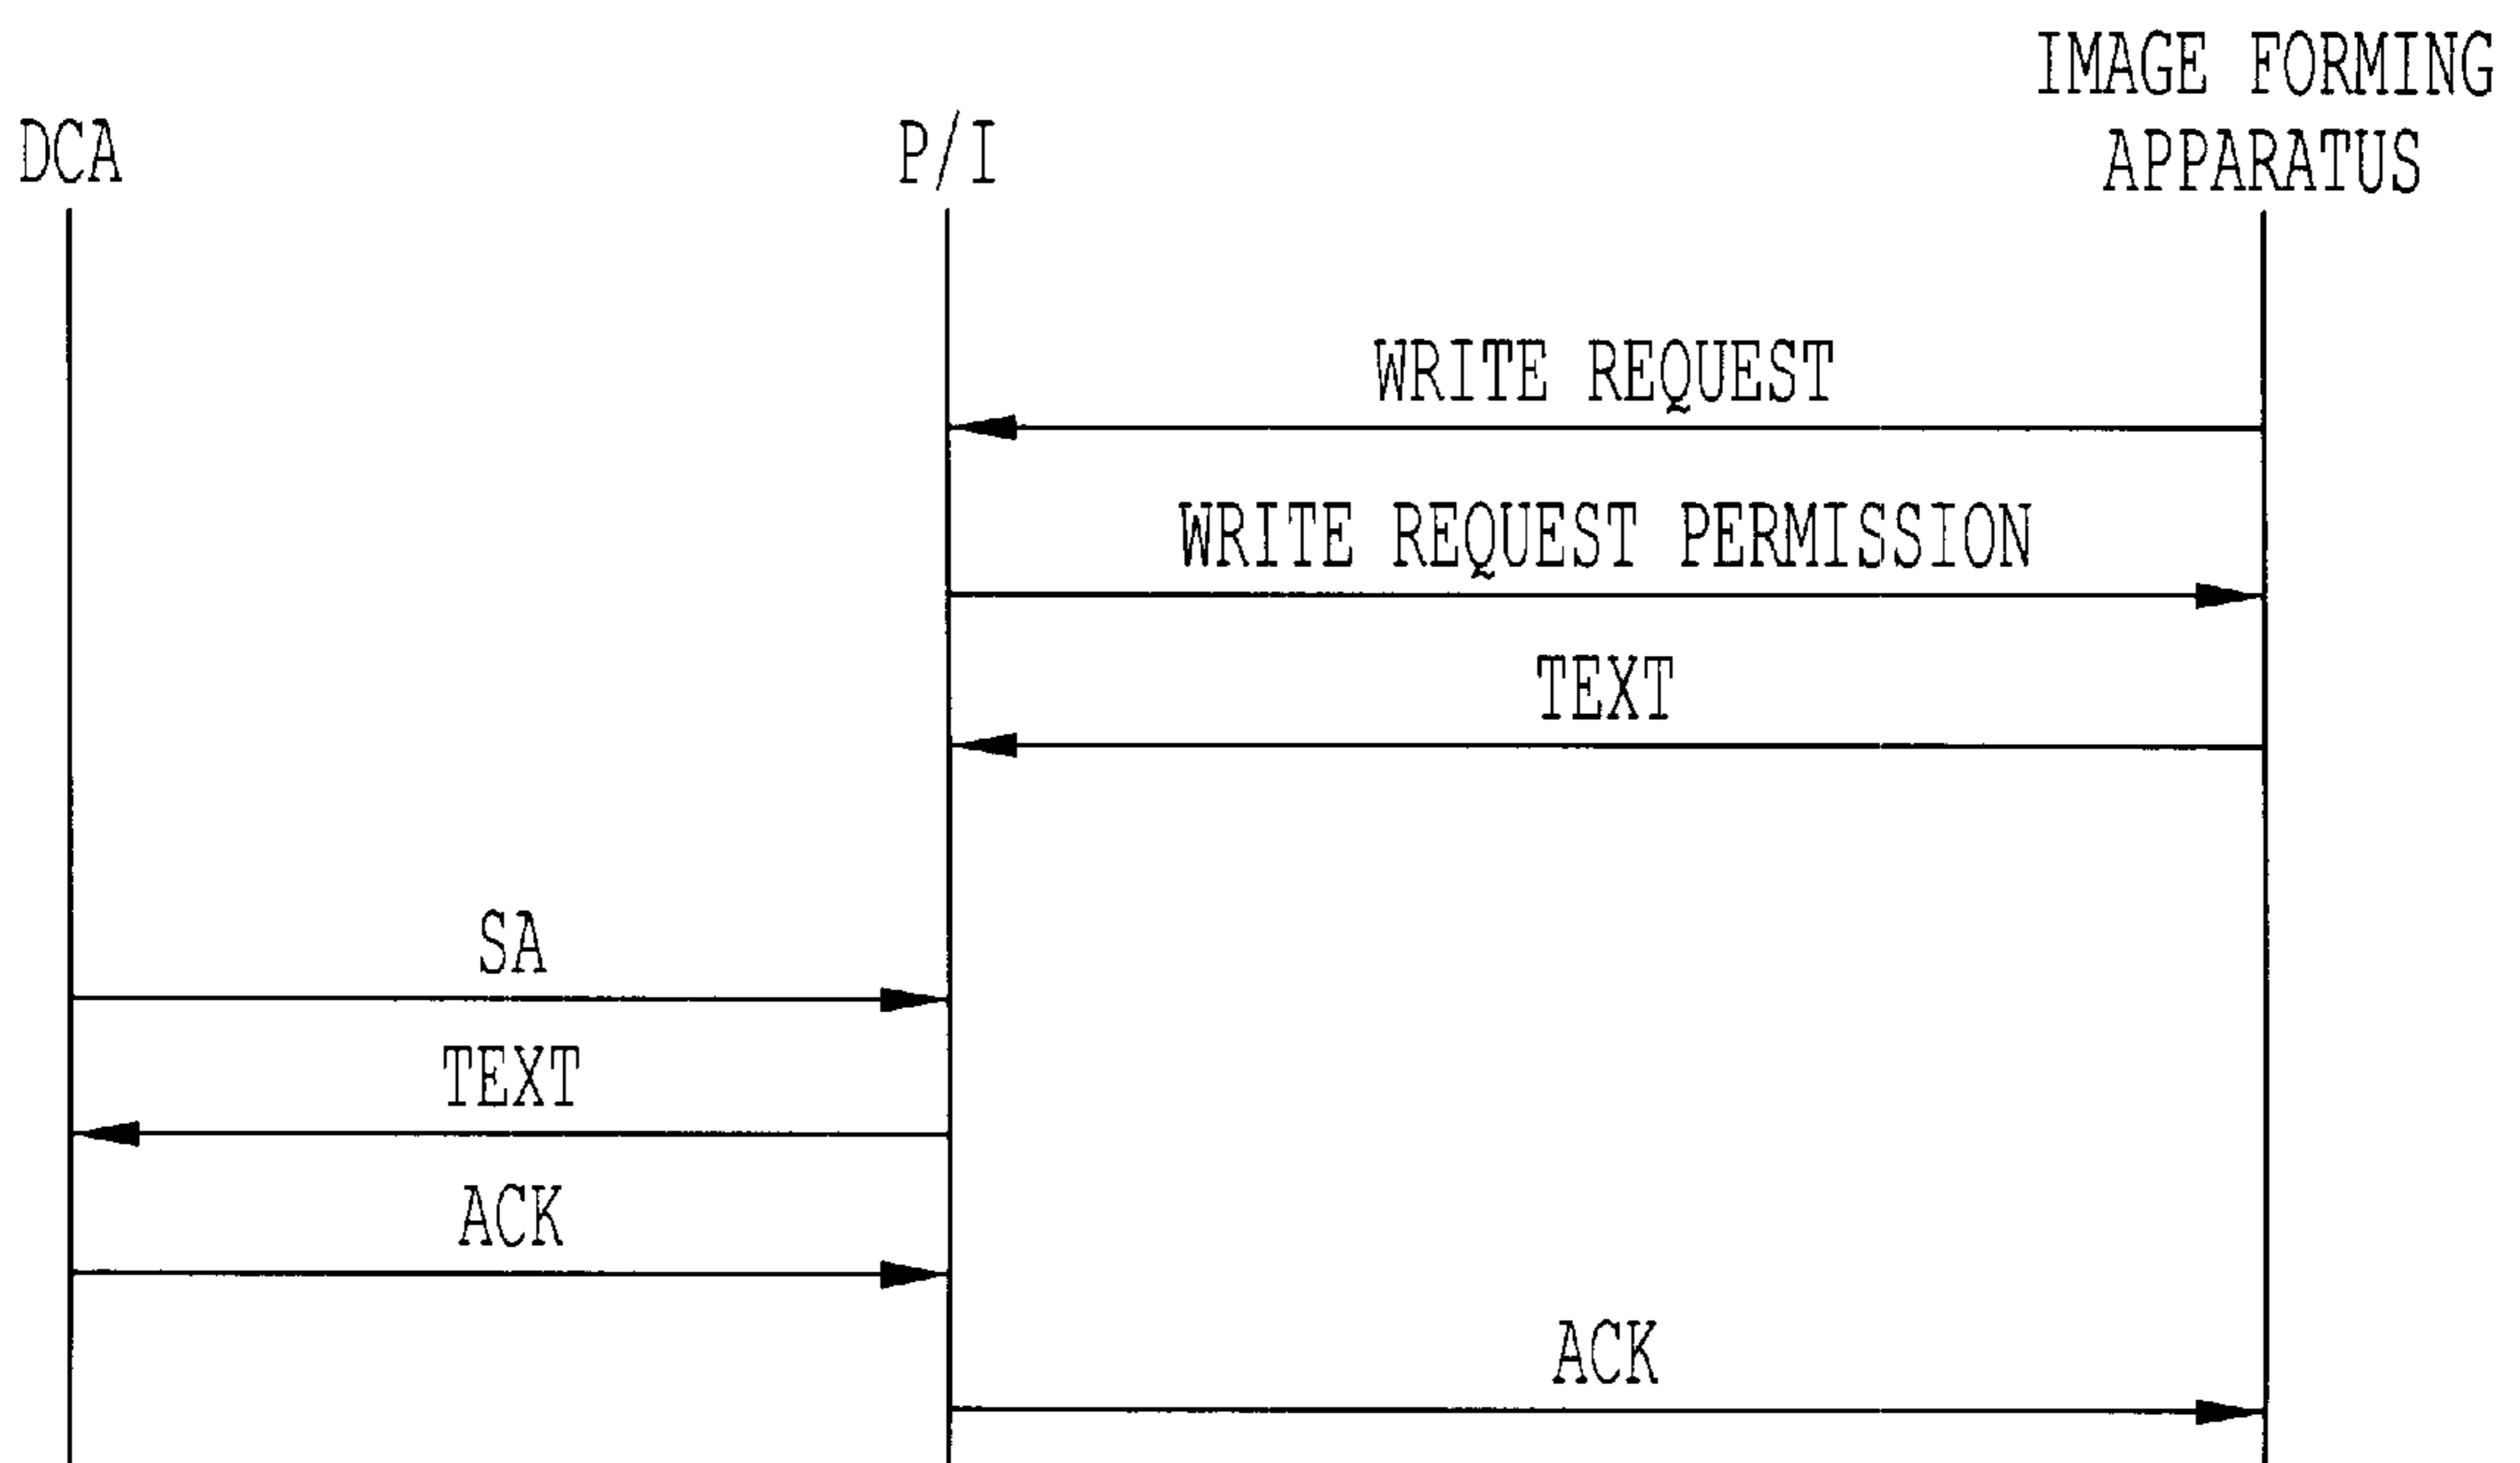 IMAGE FORMING
APPARATUS
DCA
P/I
WRITE REQUEST
WRITE REQUEST PERMISSION
TEXT
SA
TEXT
ACK
ACK